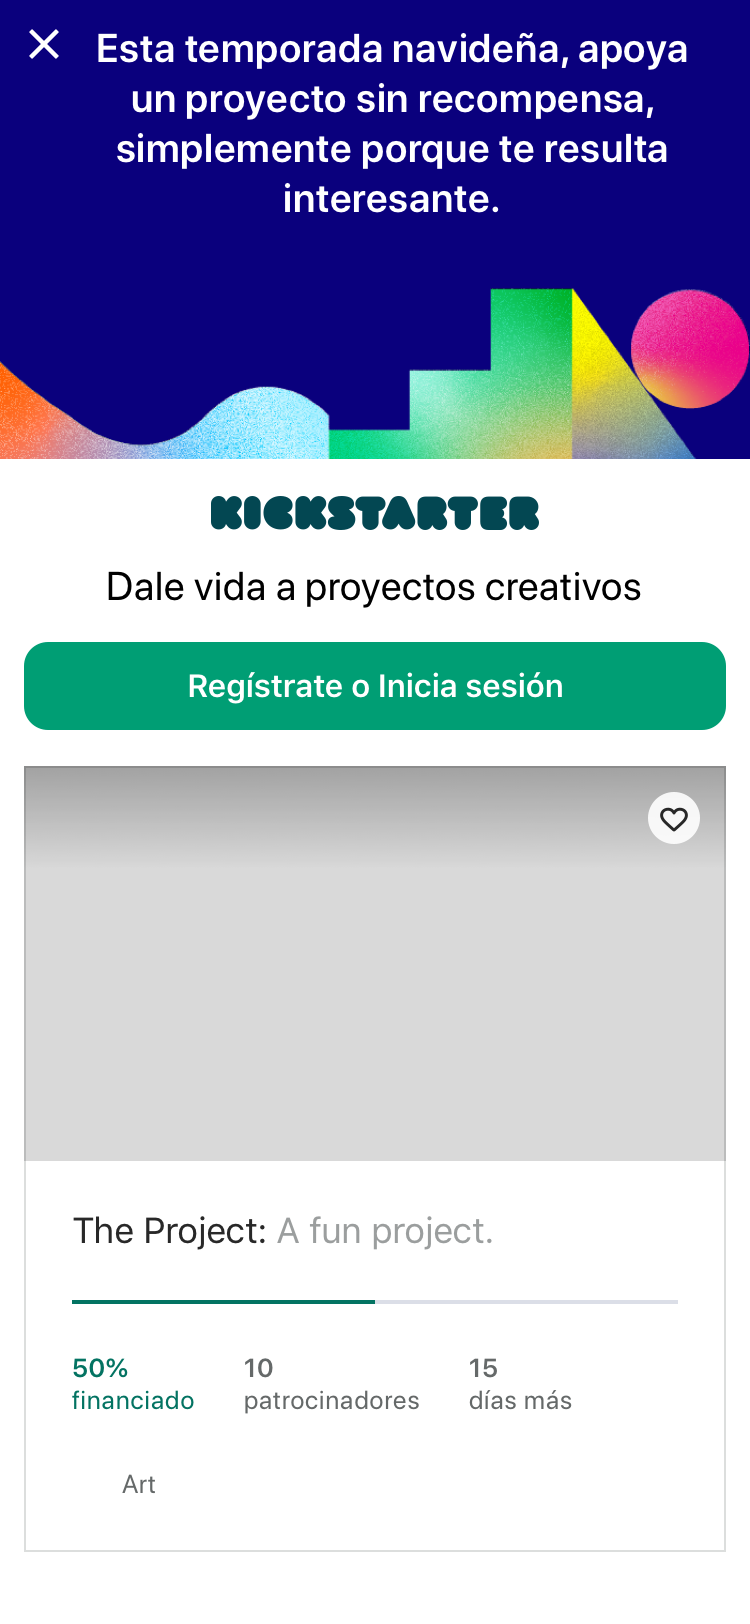 Esta temporada navideña, apoya
un proyecto sin recompensa,
simplemente porque te resulta
interesante.
KICKSTARTER
Dale vida a proyectos creativos
Regístrate o Inicia sesión
The Project: A fun project.
50% 10 15
financiado patrocinadores días más
Art